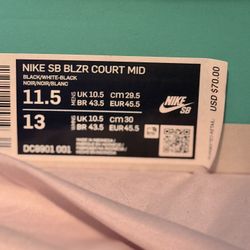 NIKE SB BLZR COURT MID
BLACK/WHITE-BLACK
NOIR/NOIR/BLANC
11.5 UK 10.5 CM 29.5
BR 43.5 EUR 45.5
13 UK 10.5 CM 30
BR 43.5 EUR 45.5
DC8901 001
NIKE
SB
USD $70.00